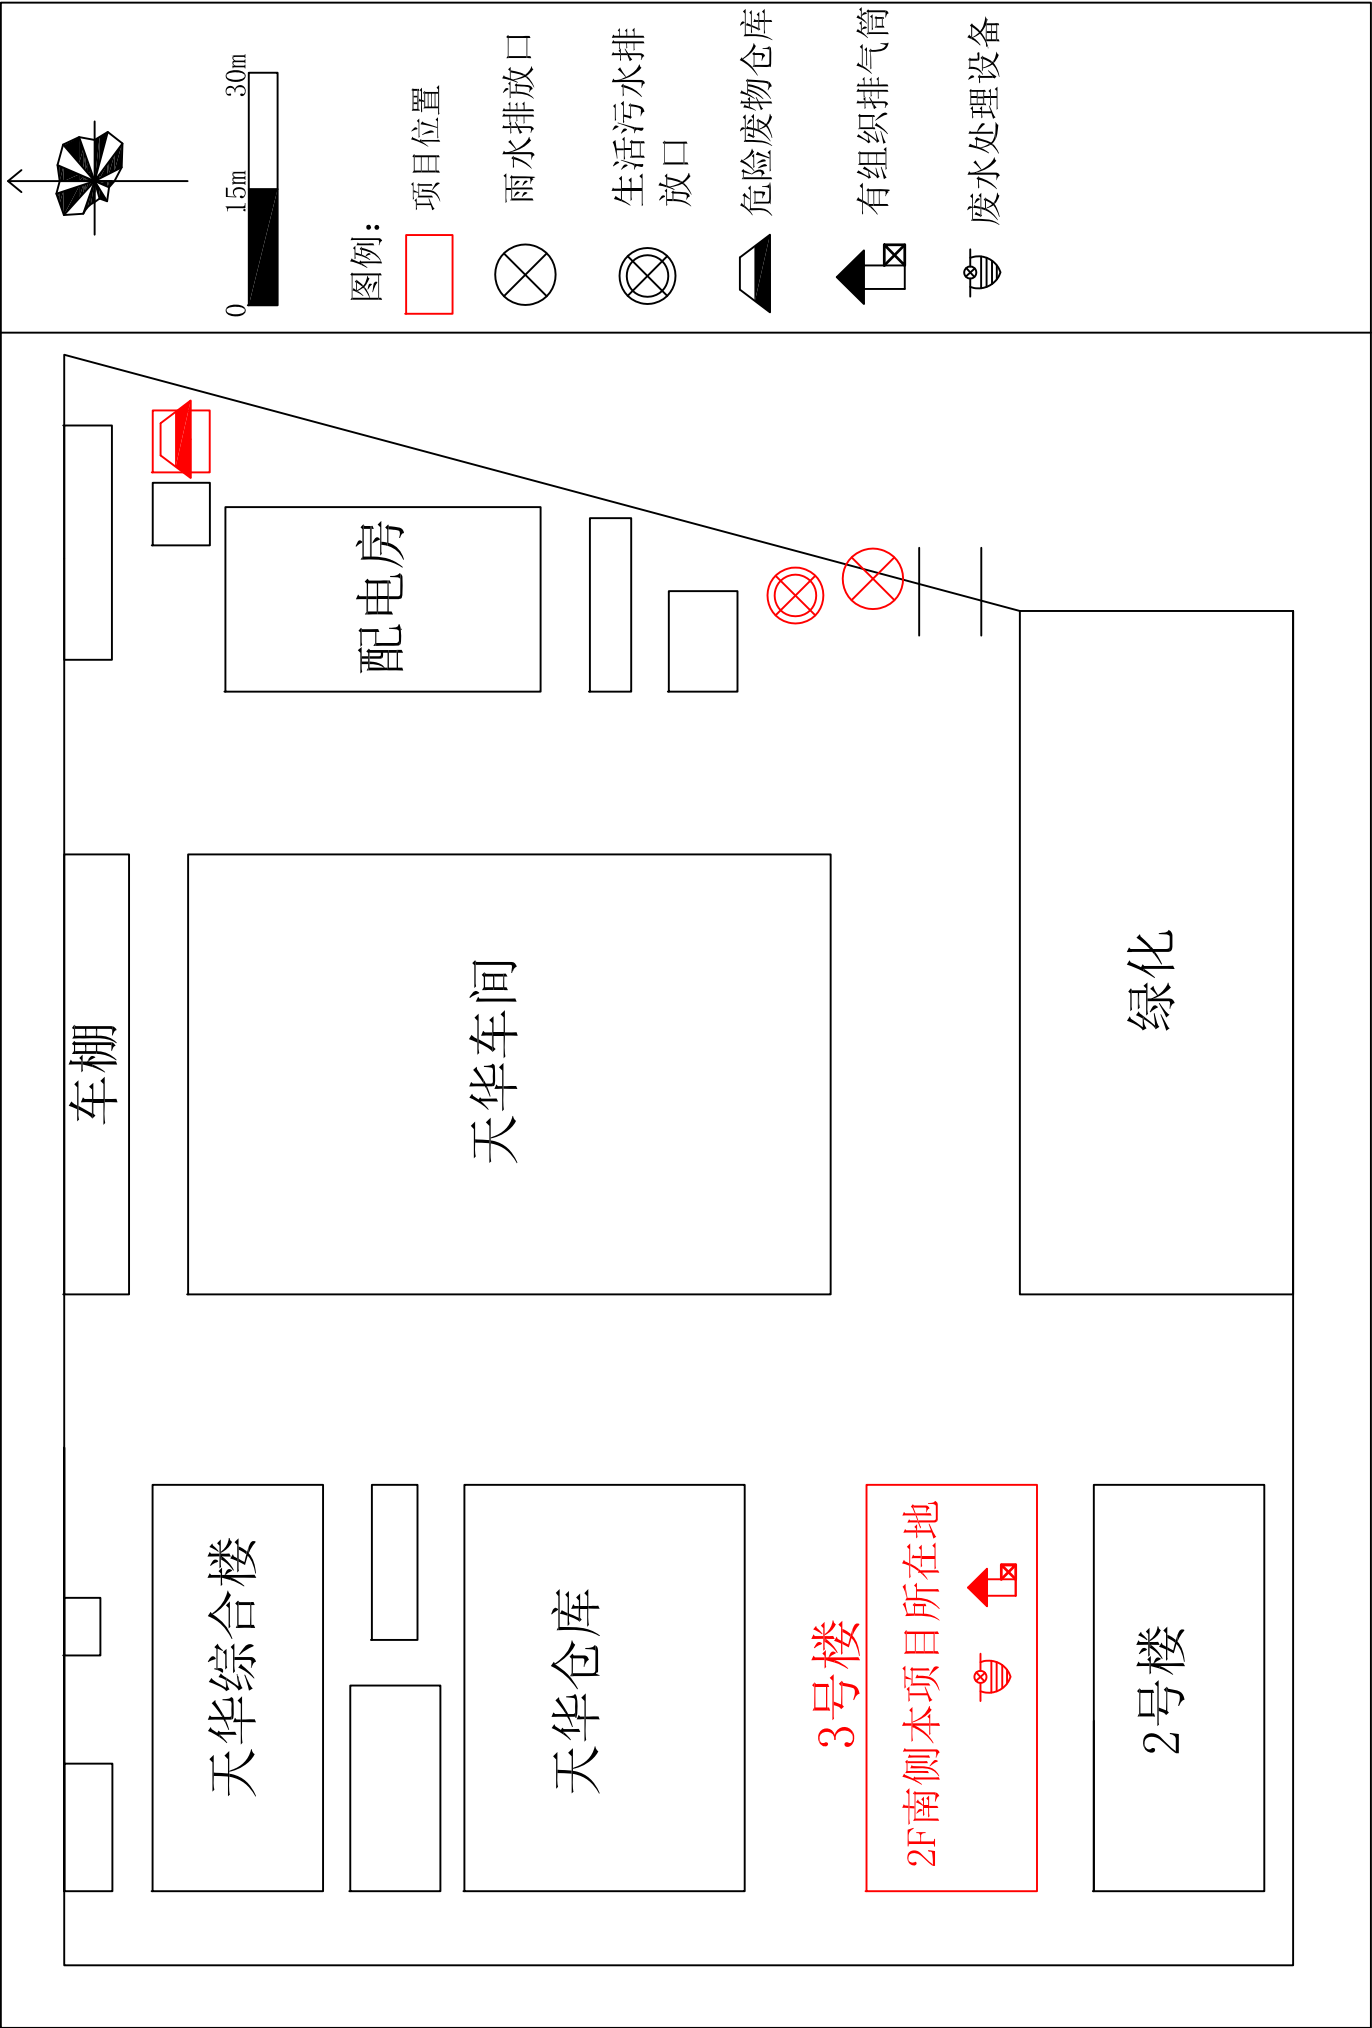 0
15m
30m
图例:
项目位置
雨水排放口
生活污水排
放口
危险废物仓库
有组织排气筒
废水处理设备
车棚
配电房
天华车间
绿化
天华综合楼
天华仓库
3号楼
2F南侧本项目所在地
2号楼